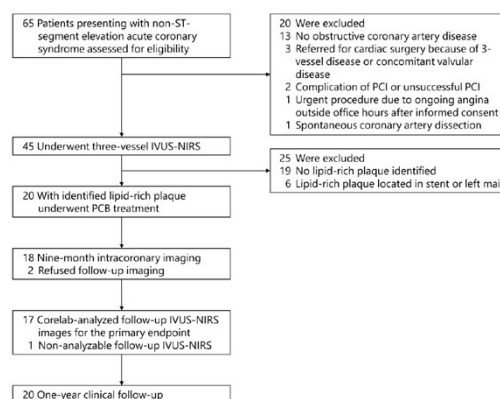 65 Patients presenting with non-ST-
segment elevation acute coronary
syndrome assessed for eligibility
20 Were excluded
13 No obstructive coronary artery disease
3 Referred for cardiac surgery because of 3-
vessel disease or concomitant valvular
disease
2 Complication of PCI or unsuccessful PCI
1 Urgent procedure due to ongoing angina
outside office hours after informed consent
1 Spontaneous coronary artery dissection
45 Underwent three-vessel IVUS-NIRS
25 Were excluded
19 No lipid-rich plaque identified
6 Lipid-rich plaque located in stent or left mai
20 With identified lipid-rich plaque
underwent PCB treatment
18 Nine-month intracoronary imaging
2 Refused follow-up imaging
17 Corelab-analyzed follow-up IVUS-NIRS
images for the primary endpoint
1 Non-analyzable follow-up IVUS-NIRS
20 One-year clinical follow-up